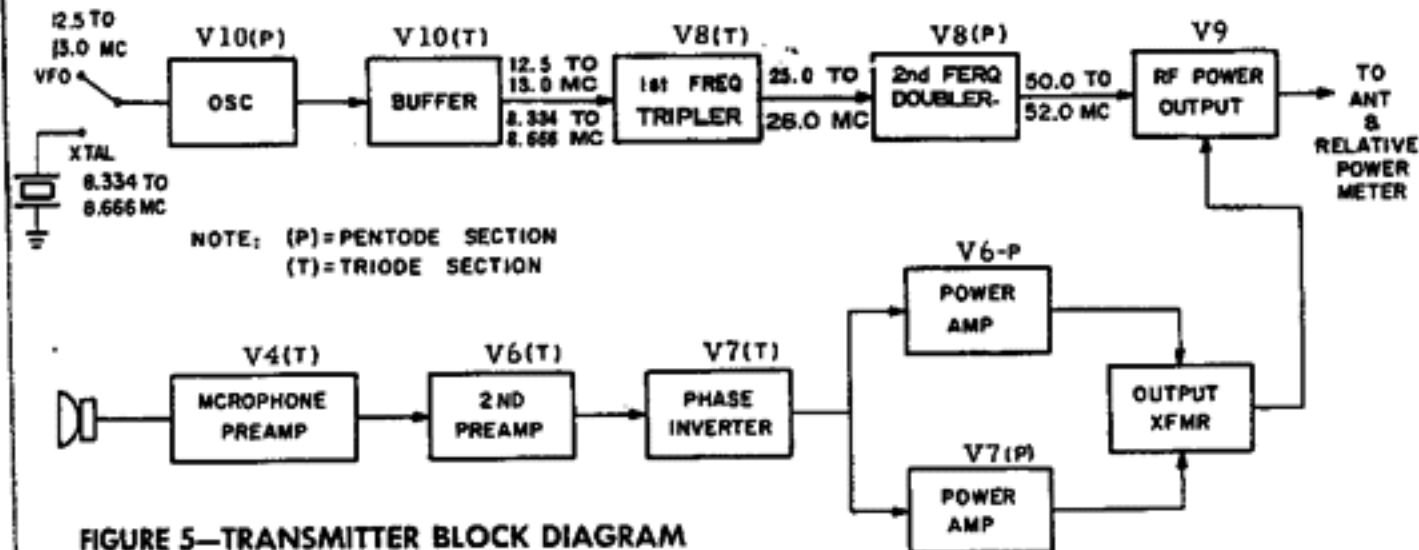 12.5 TO
13.0 MC
VFO
XTAL
8.334 TO
8.666 MC
V10(P)
OSC
V10(T)
BUFFER
12.5 TO
13.0 MC
8.334 TO
8.666 MC
V8(T)
1st FREQ
TRIPLER
25.0 TO
26.0 MC
V8(P)
2nd FERQ
DOUBLER-
50.0 TO
52.0 MC
V9
RF POWER
OUTPUT
TO
ANT
&
RELATIVE
POWER
METER
NOTE: (P)=PENTODE SECTION
(T)=TRIODE SECTION
V4(T)
MCROPHONE
PREAMP
V6(T)
2ND
PREAMP
V7(T)
PHASE
INVERTER
V6-P
POWER
AMP
V7(P)
POWER
AMP
OUTPUT
XFMR
FIGURE 5—TRANSMITTER BLOCK DIAGRAM